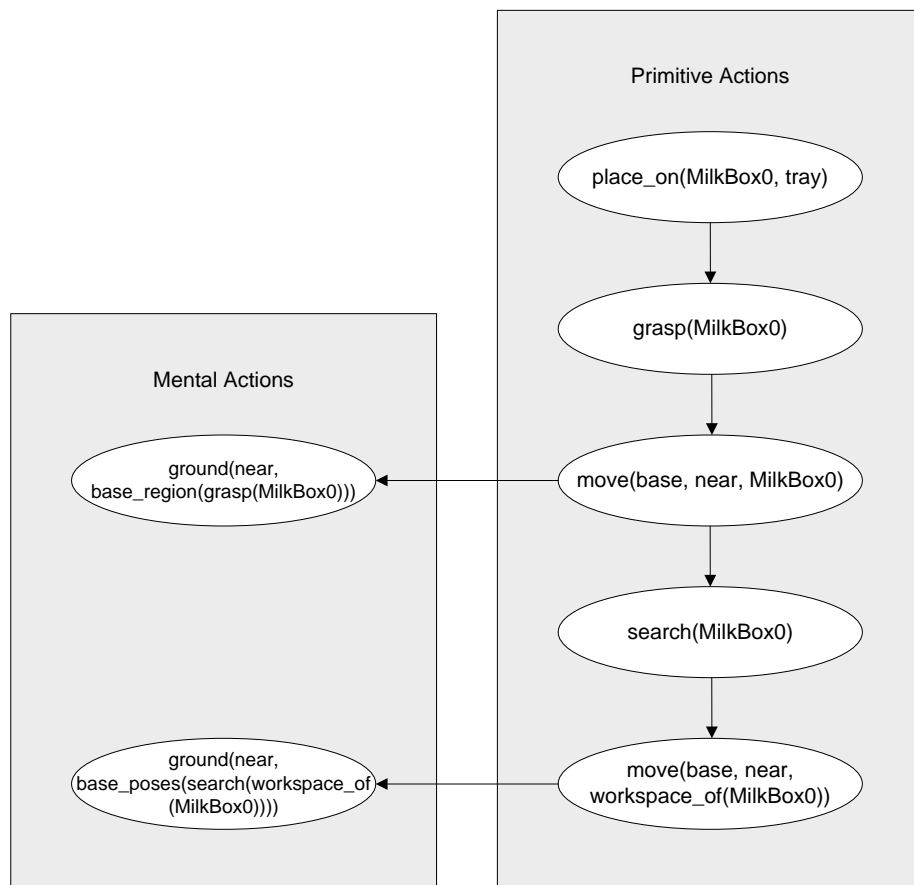 Primitive Actions
place_on(MilkBox0, tray)
grasp(MilkBox0)
Mental Actions
ground(near,
base_region(grasp(MilkBox0)))
move(base, near, MilkBox0)
search(MilkBox0)
ground(near,
base_poses(search(workspace_of
(MilkBox0))))
move(base, near,
workspace_of(MilkBox0))